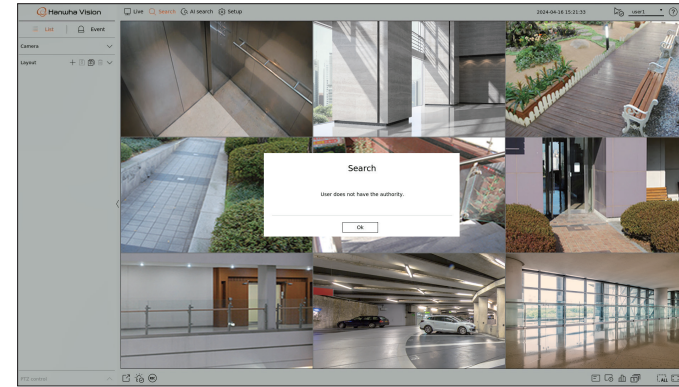 Hanwha Vision
Live Search AI search Setup
2024-04-16 15:21:33
user1
List Event
Camera
Layout
Search
User does not have the authority.
Ok
PTZ control
ALL